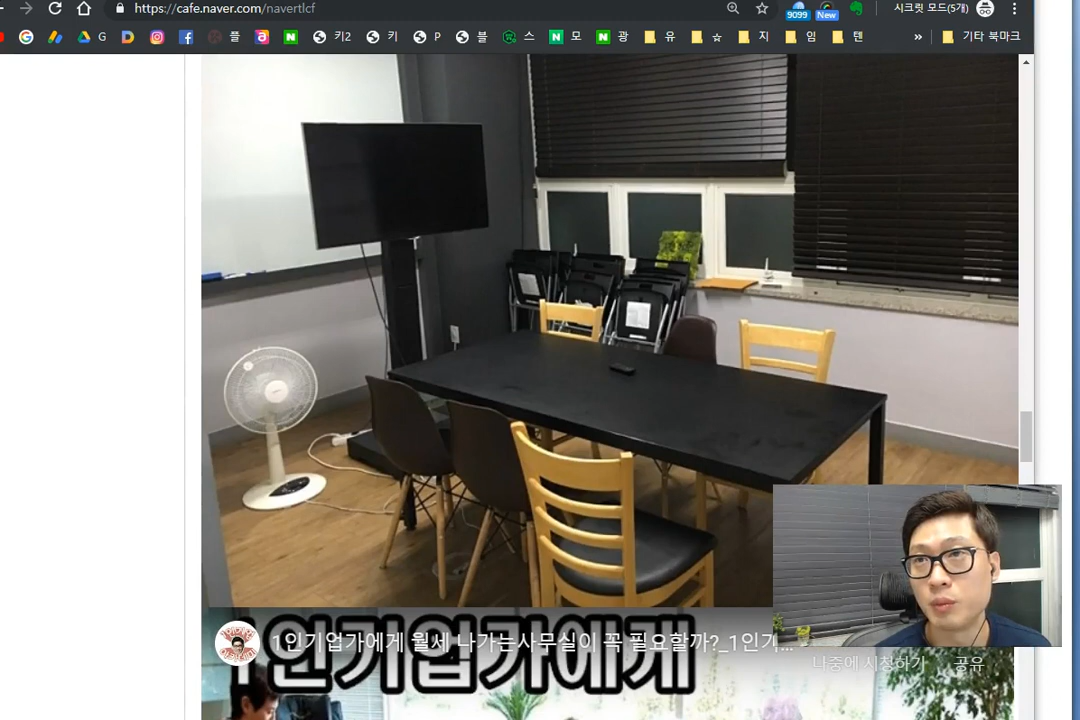 https://cafe.naver.com/navertlcf
9099
New
시크릿 모드(5개)
G
플
키2
키
P
블
스
모
광
유
☆
지
임
텐
»
기타 북마크
1인기업가에게 월세 나가는사무실이 꼭 필요할까?_1인기...
1인기업가에게
나중에 시청하기
공유